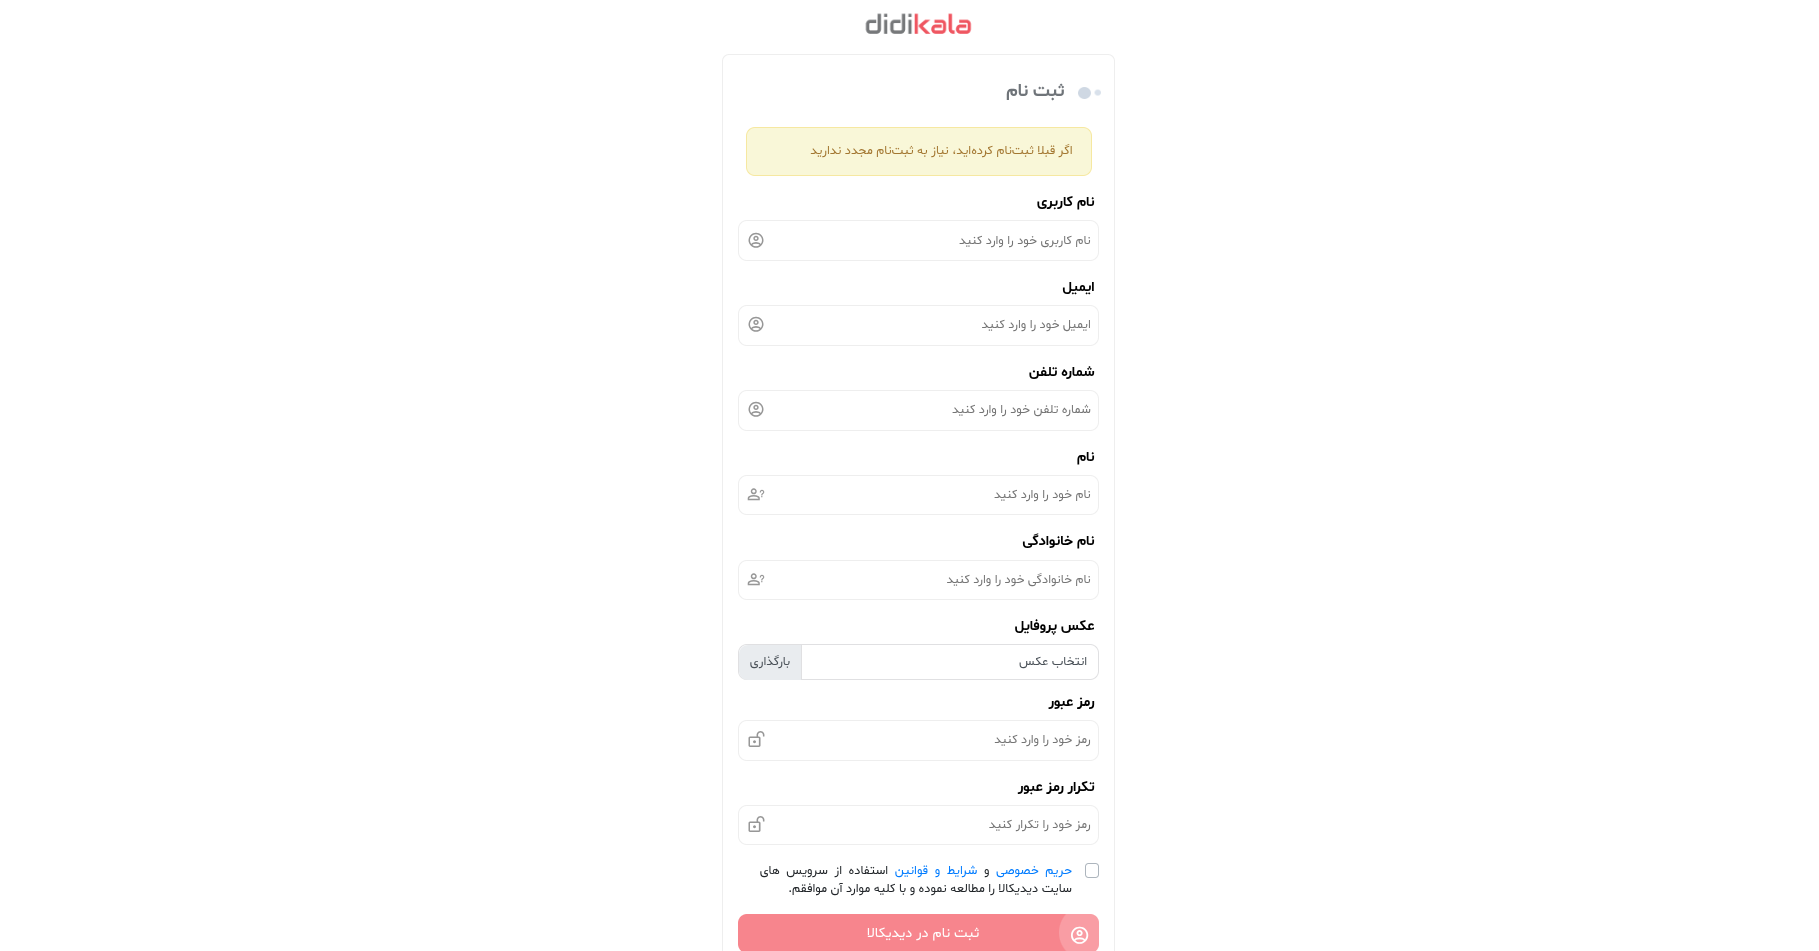 didikala
ثبت نام
اگر قبلا ثبت‌نام کرده‌اید، نیاز به ثبت‌نام مجدد ندارید
نام کاربری
نام کاربری خود را وارد کنید
ایمیل
ایمیل خود را وارد کنید
شماره تلفن
شماره تلفن خود را وارد کنید
نام
نام خود را وارد کنید
نام خانوادگی
نام خانوادگی خود را وارد کنید
عکس پروفایل
انتخاب عکس
بارگذاری
رمز عبور
رمز خود را وارد کنید
تکرار رمز عبور
رمز خود را تکرار کنید
حریم خصوصی و شرایط و قوانین استفاده از سرویس های
سایت دیدیکالا را مطالعه نموده و با کلیه موارد آن موافقم.
ثبت نام در دیدیکالا